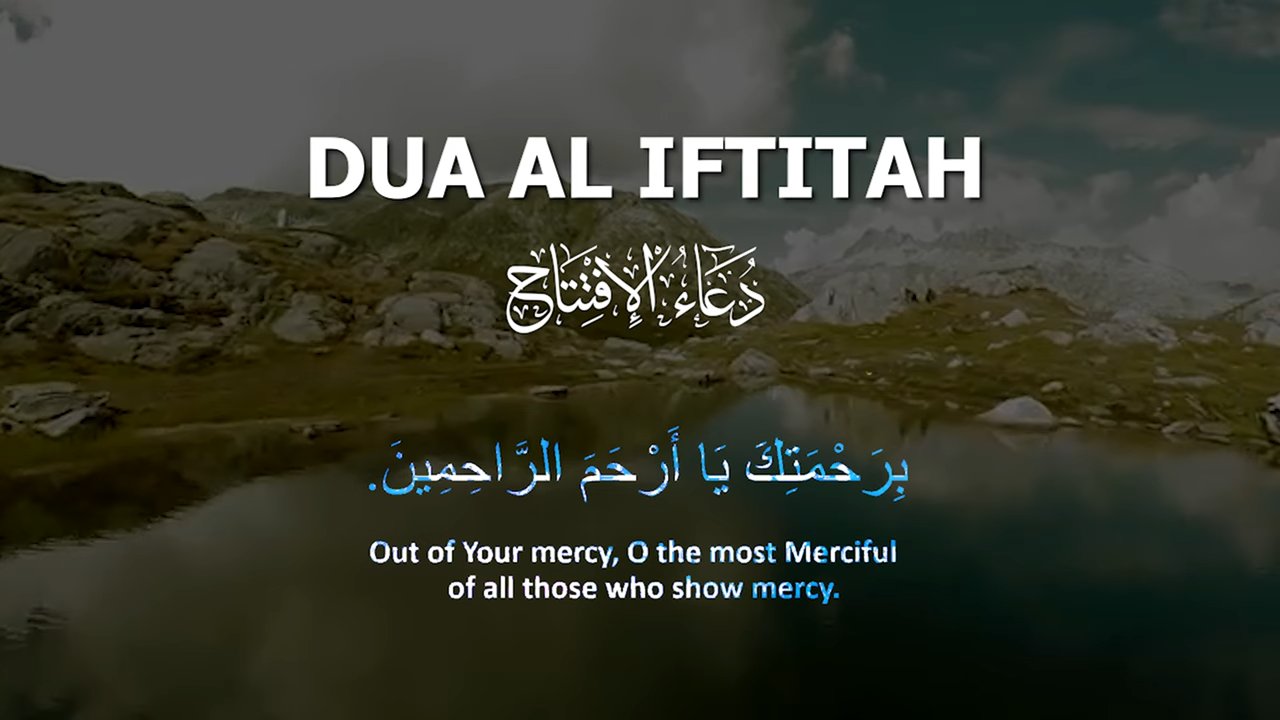 DUA AL IFTITAH
دُعَاءُ الْإِفْتِتَاح
بِرَحْمَتِكَ يَا أَرْحَمَ الرَّاحِمِينَ.
Out of Your mercy, O the most Merciful
of all those who show mercy.